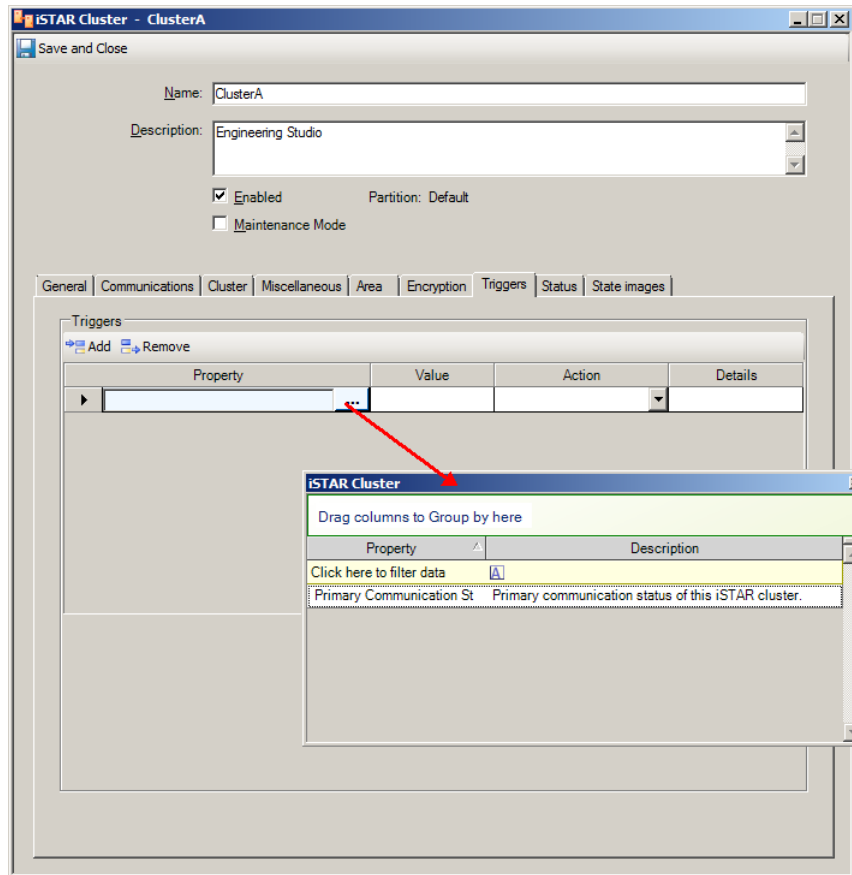 iSTAR Cluster - ClusterA
Save and Close
Name: ClusterA
Description: Engineering Studio
Enabled Partition: Default
Maintenance Mode
General Communications Cluster Miscellaneous Area Encryption Triggers Status State images
Triggers
Add Remove
Property Value Action Details
...
iSTAR Cluster
Drag columns to Group by here
Property Description
Click here to filter data A
Primary Communication St Primary communication status of this iSTAR cluster.